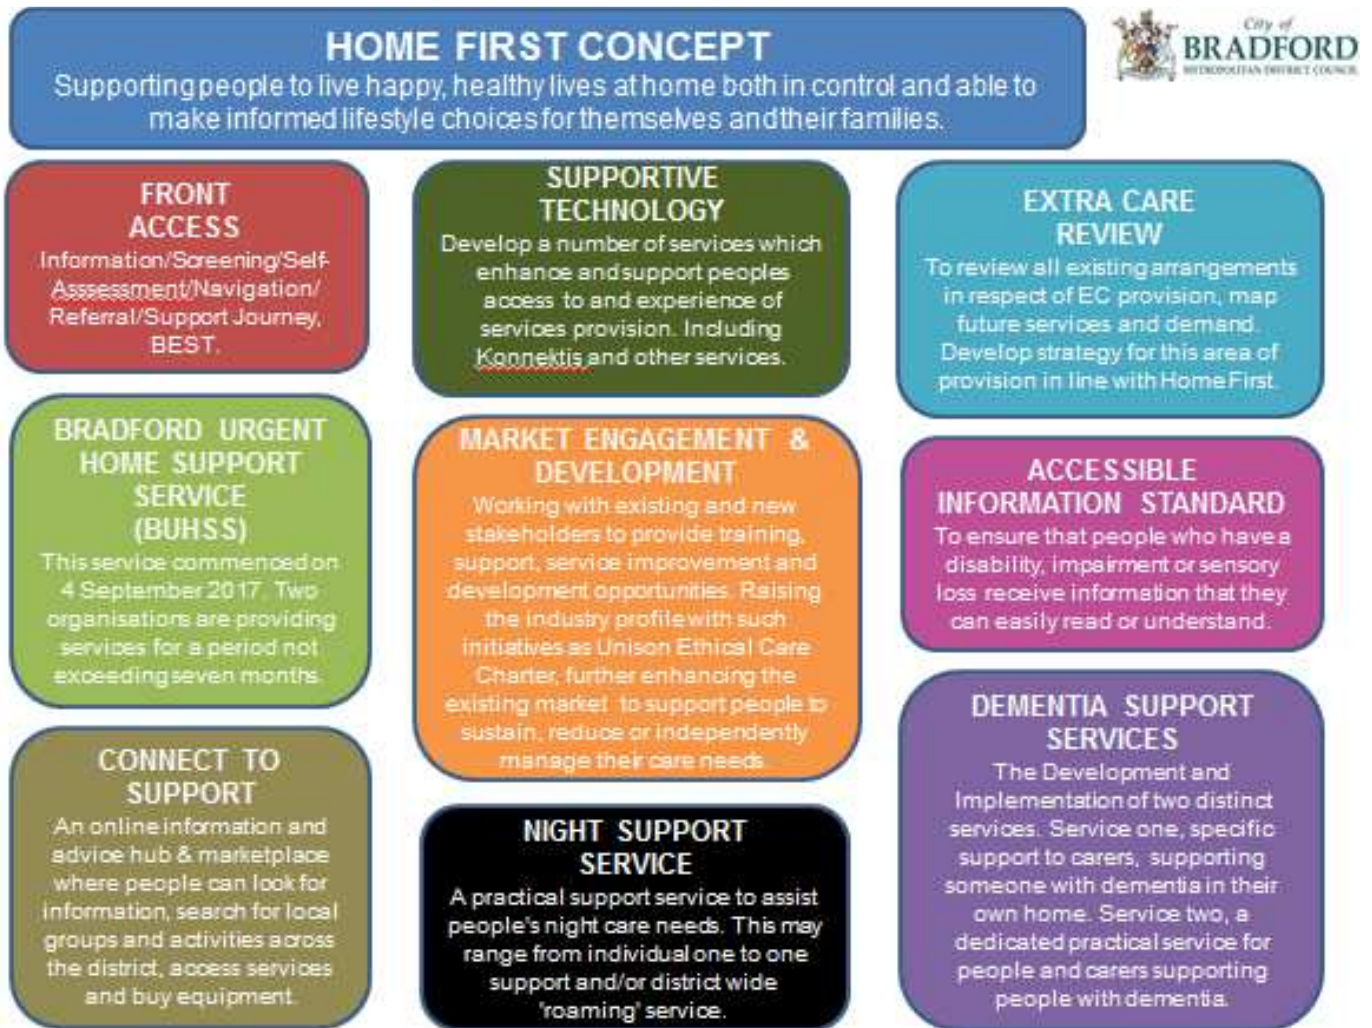 HOME FIRST CONCEPT
Supporting people to live happy, healthy lives at home both in control and able to
make informed lifestyle choices for themselves and their families.
City of
BRADFORD
METROPOLITAN DISTRICT COUNCIL
FRONT
ACCESS
Information/Screening/Self-
Asssessment/Navigation/
Referral/Support Journey,
BEST.
BRADFORD URGENT
HOME SUPPORT
SERVICE
(BUHSS)
This service commenced on
4 September 2017. Two
organisations are providing
services for a period not
exceeding seven months.
CONNECT TO
SUPPORT
An online information and
advice hub & marketplace
where people can look for
information, search for local
groups and activities across
the district, access services
and buy equipment.
SUPPORTIVE
TECHNOLOGY
Develop a number of services which
enhance and support peoples
access to and experience of
services provision. Including
Konnektis and other services.
MARKET ENGAGEMENT &
DEVELOPMENT
Working with existing and new
stakeholders to provide training,
support, service improvement and
development opportunities. Raising
the industry profile with such
initiatives as Unison Ethical Care
Charter, further enhancing the
existing market to support people to
sustain, reduce or independently
manage their care needs.
NIGHT SUPPORT
SERVICE
A practical support service to assist
people's night care needs. This may
range from individual one to one
support and/or district wide
'roaming' service.
EXTRA CARE
REVIEW
To review all existing arrangements
in respect of EC provision, map
future services and demand.
Develop strategy for this area of
provision in line with Home First.
ACCESSIBLE
INFORMATION STANDARD
To ensure that people who have a
disability, impairment or sensory
loss receive information that they
can easily read or understand.
DEMENTIA SUPPORT
SERVICES
The Development and
Implementation of two distinct
services. Service one, specific
support to carers, supporting
someone with dementia in their
own home. Service two, a
dedicated practical service for
people and carers supporting
people with dementia.